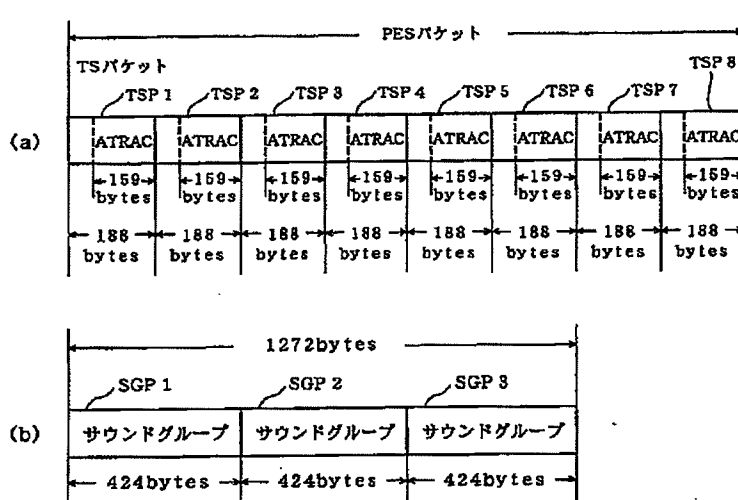 PESパケット
TSパケット
TSP 1 TSP 2 TSP 3 TSP 4 TSP 5 TSP 6 TSP 7 TSP 8
(a)
ATRAC ATRAC ATRAC ATRAC ATRAC ATRAC ATRAC ATRAC
159 159 159 159 159 159 159 159
bytes bytes bytes bytes bytes bytes bytes bytes
188 188 188 188 188 188 188 188
bytes bytes bytes bytes bytes bytes bytes bytes
1272bytes
SGP 1 SGP 2 SGP 3
(b)
サウンドグループ サウンドグループ サウンドグループ
424bytes 424bytes 424bytes